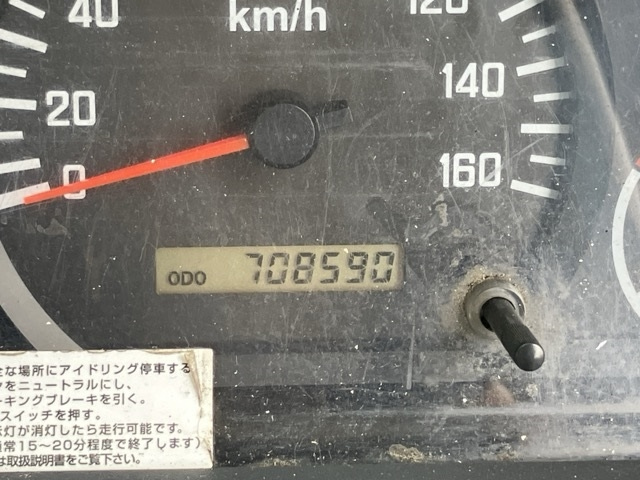 40
km/h
120
20
140
0
160
ODO 708590
な場所にアイドリング停車する
をニュートラルにし、
ーキングブレーキを引く。
スイッチを押す。
灯が消灯したら走行可能です。
常15～20分程度で終了します)
は取扱説明書をご覧下さい。